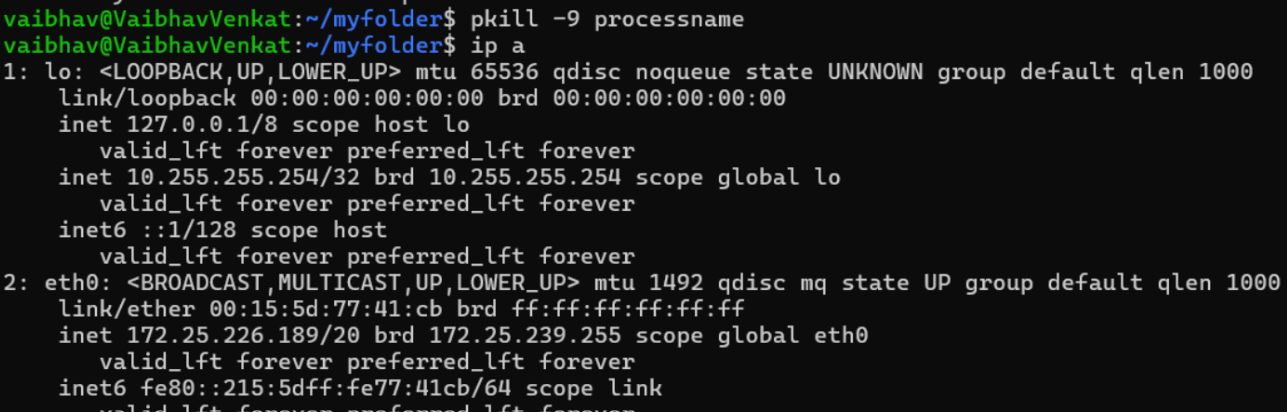 vaibhav@VaibhavVenkat:~/myfolder$ pkill -9 processname
vaibhav@VaibhavVenkat:~/myfolder$ ip a
1: lo: <LOOPBACK,UP,LOWER_UP> mtu 65536 qdisc noqueue state UNKNOWN group default qlen 1000
    link/loopback 00:00:00:00:00:00 brd 00:00:00:00:00:00
    inet 127.0.0.1/8 scope host lo
       valid_lft forever preferred_lft forever
    inet 10.255.255.254/32 brd 10.255.255.254 scope global lo
       valid_lft forever preferred_lft forever
    inet6 ::1/128 scope host
       valid_lft forever preferred_lft forever
2: eth0: <BROADCAST,MULTICAST,UP,LOWER_UP> mtu 1492 qdisc mq state UP group default qlen 1000
    link/ether 00:15:5d:77:41:cb brd ff:ff:ff:ff:ff:ff
    inet 172.25.226.189/20 brd 172.25.239.255 scope global eth0
       valid_lft forever preferred_lft forever
    inet6 fe80::215:5dff:fe77:41cb/64 scope link